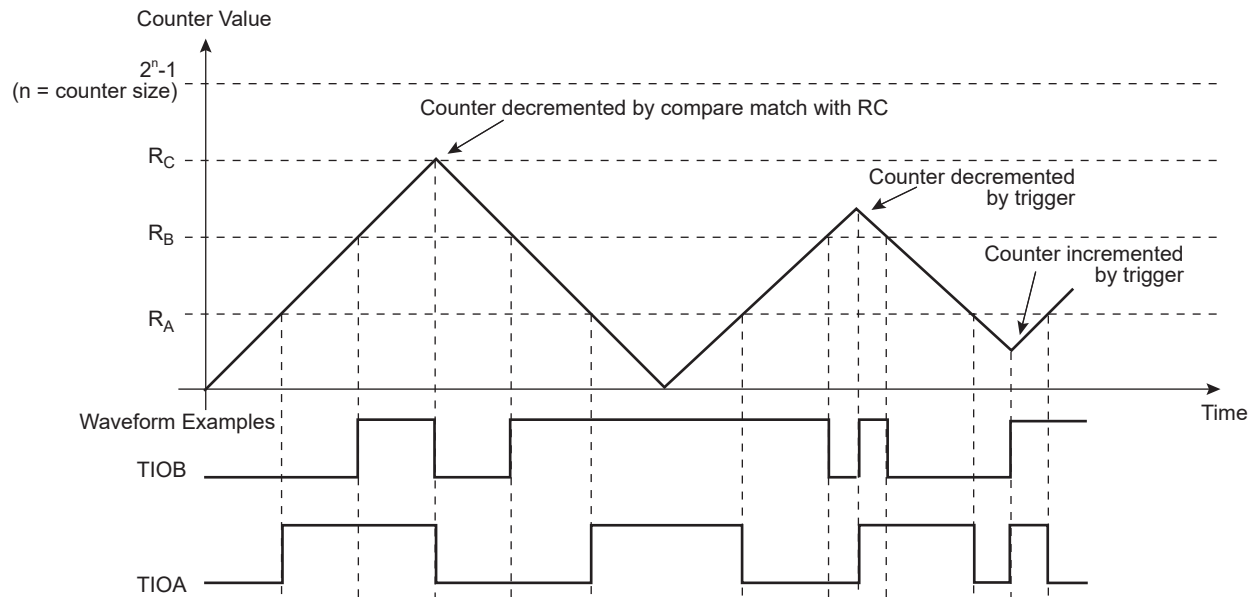 Counter Value
2ⁿ-1
(n = counter size)
Counter decremented by compare match with RC
R_C
Counter decremented
by trigger
R_B
Counter incremented
by trigger
R_A
Time
Waveform Examples
TIOB
TIOA